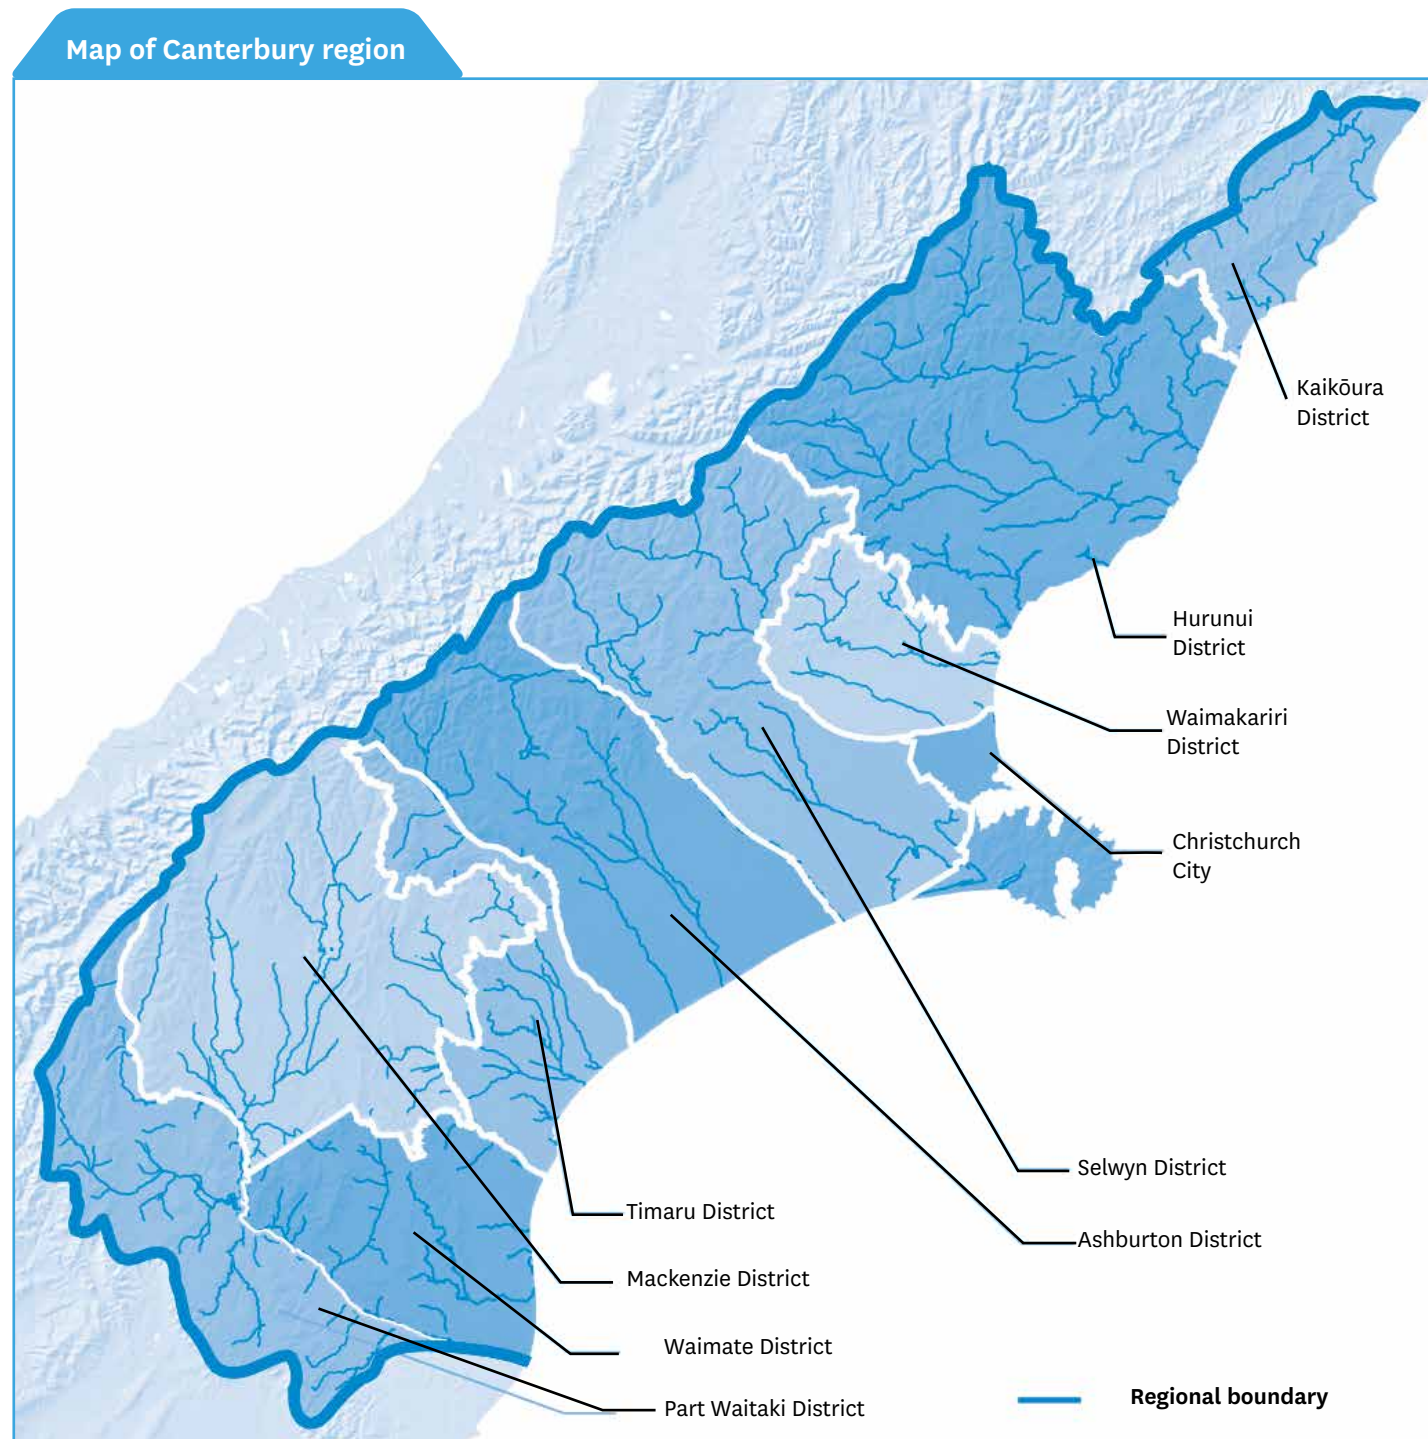 Map of Canterbury region
Kaikōura
District
Hurunui
District
Waimakariri
District
Christchurch
City
Selwyn District
Timaru District
Ashburton District
Mackenzie District
Waimate District
Regional boundary
Part Waitaki District